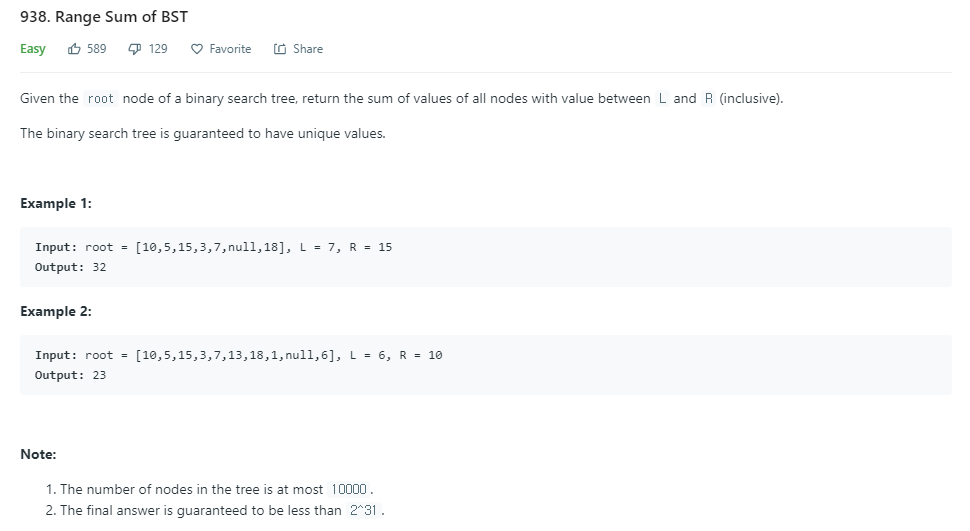 938. Range Sum of BST
Easy 589 129 Favorite Share
Given the root node of a binary search tree, return the sum of values of all nodes with value between L and R (inclusive).
The binary search tree is guaranteed to have unique values.
Example 1:
Input: root = [10,5,15,3,7,null,18], L = 7, R = 15
Output: 32
Example 2:
Input: root = [10,5,15,3,7,13,18,1,null,6], L = 6, R = 10
Output: 23
Note:
1. The number of nodes in the tree is at most 10000.
2. The final answer is guaranteed to be less than 2^31.